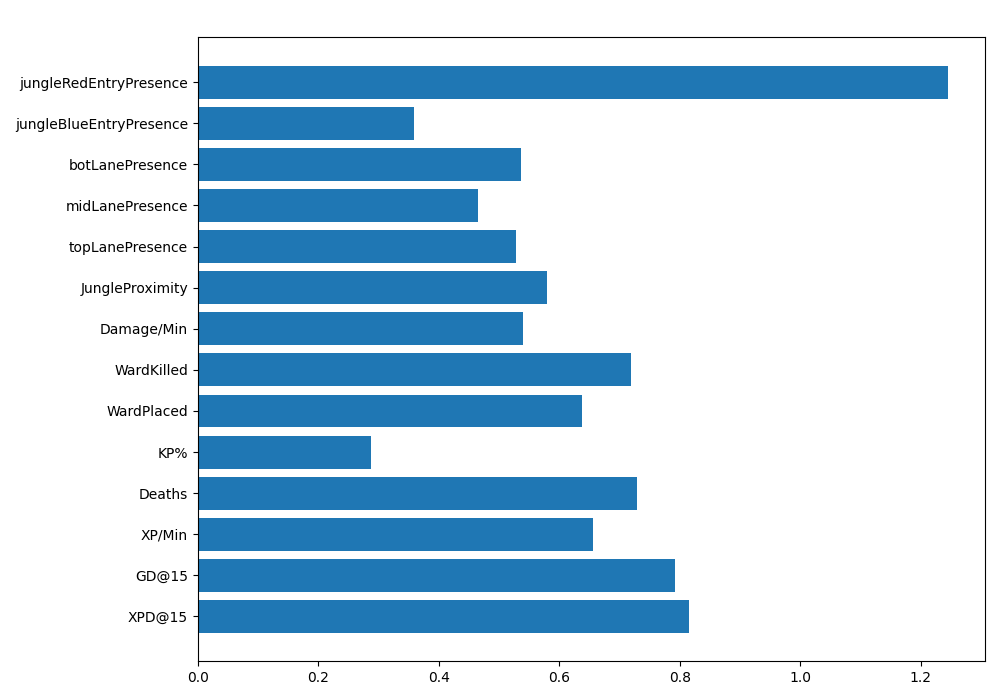 jungleRedEntryPresence
jungleBlueEntryPresence
botLanePresence
midLanePresence
topLanePresence
JungleProximity
Damage/Min
WardKilled
WardPlaced
KP%
Deaths
XP/Min
GD@15
XPD@15
0.0 0.2 0.4 0.6 0.8 1.0 1.2